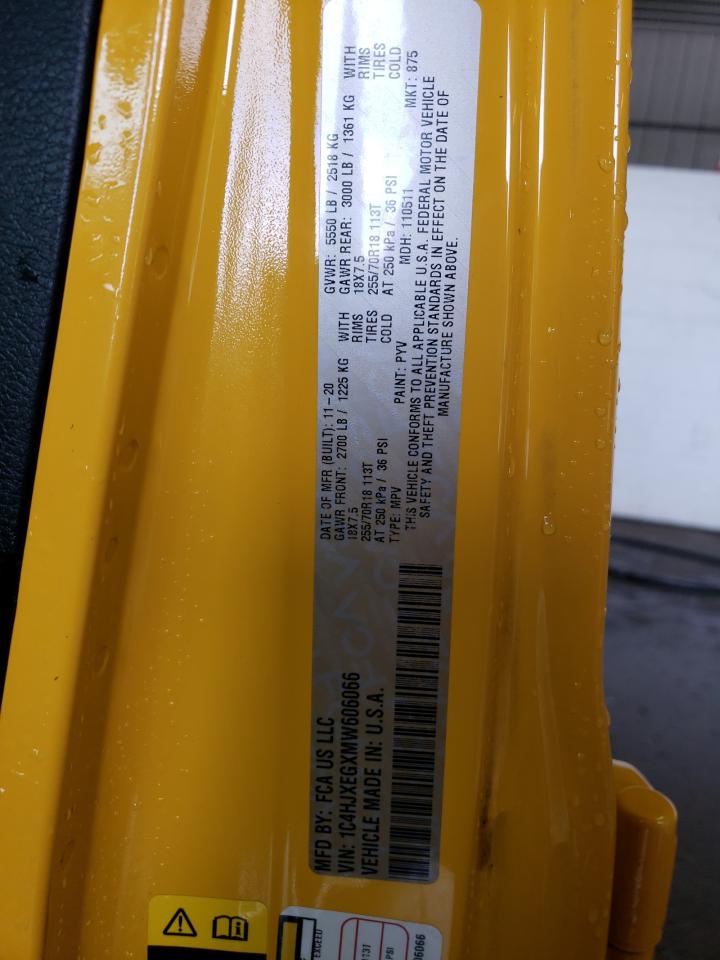 MFD BY: FCA US LLC
VIN: 1C4HJXEGXMW606066
VEHICLE MADE IN: U.S.A.
DATE OF MFR (BUILT): 11-20
GVWR: 5550 LB / 2518 KG
GAWR FRONT: 2700 LB / 1225 KG WITH
GAWR REAR: 3000 LB / 1361 KG WITH
18X7.5 RIMS
18X7.5 RIMS
255/70R18 113T TIRES
255/70R18 113T TIRES
AT 250 kPa / 36 PSI COLD
AT 250 kPa / 36 PSI COLD
TYPE: MPV PAINT: PYV MDH: 110511 MKT: 875
THIS VEHICLE CONFORMS TO ALL APPLICABLE U.S.A. FEDERAL MOTOR VEHICLE
SAFETY AND THEFT PREVENTION STANDARDS IN EFFECT ON THE DATE OF
MANUFACTURE SHOWN ABOVE.
EXCEED
113T
PSI
606066